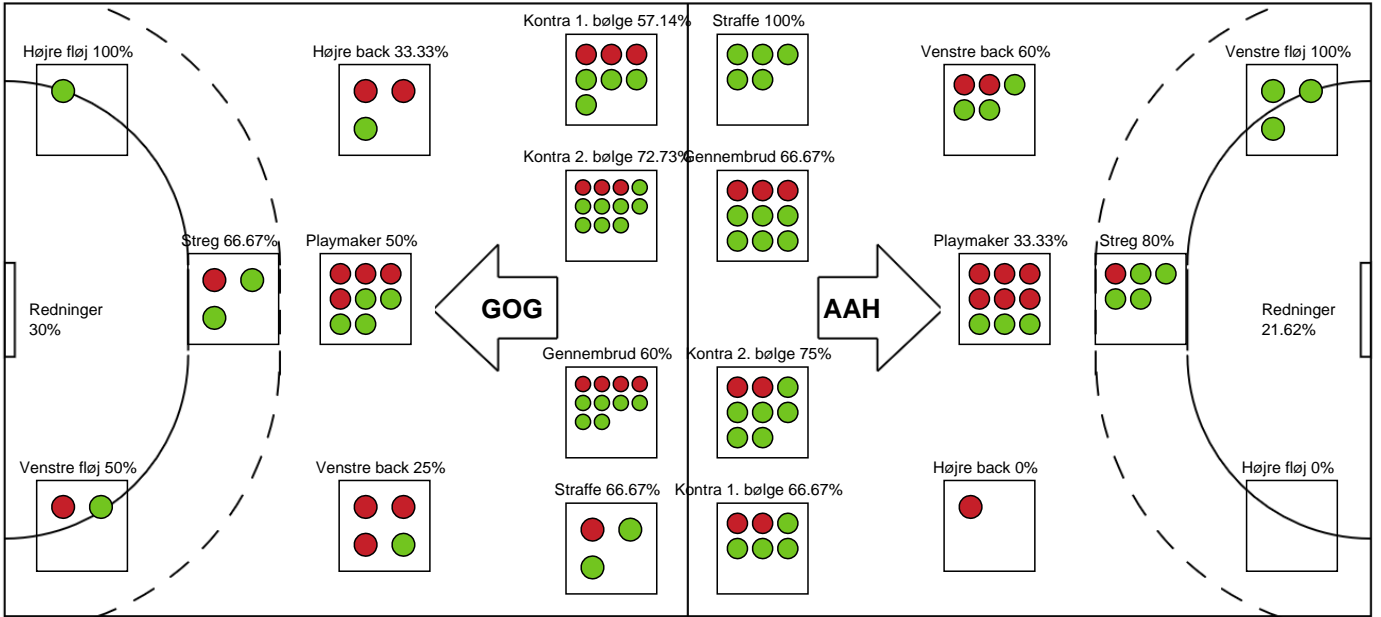 Kontra 1. bølge 57.14%
Straffe 100%
Højre fløj 100%
Højre back 33.33%
Venstre back 60%
Venstre fløj 100%
Kontra 2. bølge 72.73%
Gennembrud 66.67%
Streg 66.67%
Playmaker 50%
Playmaker 33.33%
Streg 80%
Redninger
30%
GOG
AAH
Redninger
21.62%
Gennembrud 60%
Kontra 2. bølge 75%
Venstre fløj 50%
Venstre back 25%
Højre back 0%
Højre fløj 0%
Straffe 66.67%
Kontra 1. bølge 66.67%